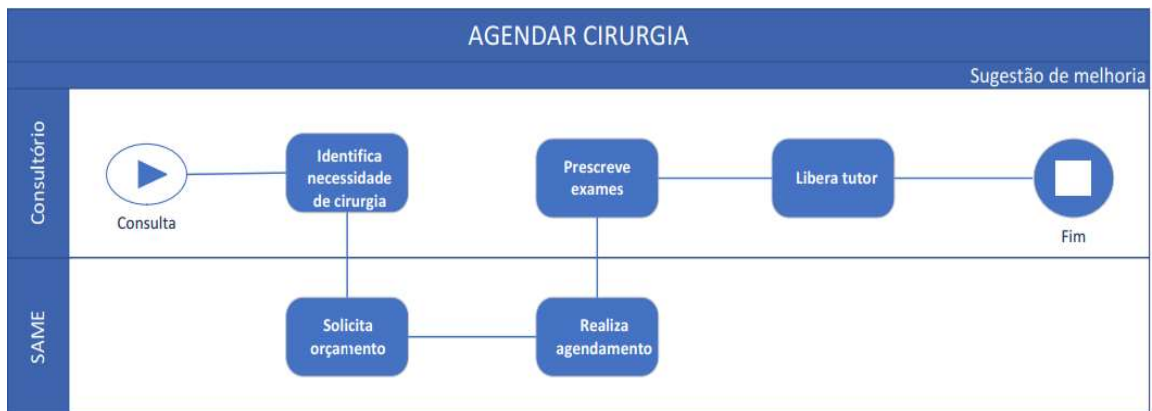 AGENDAR CIRURGIA
Sugestão de melhoria
Consultório
Consulta
Identifica
necessidade
de cirurgia
Prescreve
exames
Libera tutor
Fim
SAME
Solicita
orçamento
Realiza
agendamento